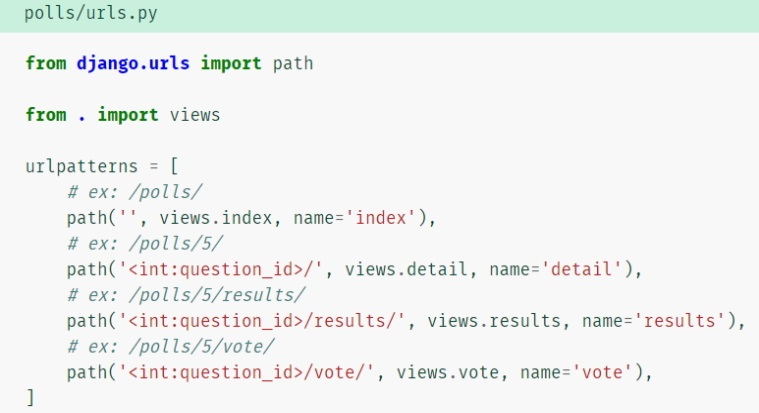 polls/urls.py
from django.urls import path
from . import views
urlpatterns = [
    # ex: /polls/
    path('', views.index, name='index'),
    # ex: /polls/5/
    path('<int:question_id>/', views.detail, name='detail'),
    # ex: /polls/5/results/
    path('<int:question_id>/results/', views.results, name='results'),
    # ex: /polls/5/vote/
    path('<int:question_id>/vote/', views.vote, name='vote'),
]